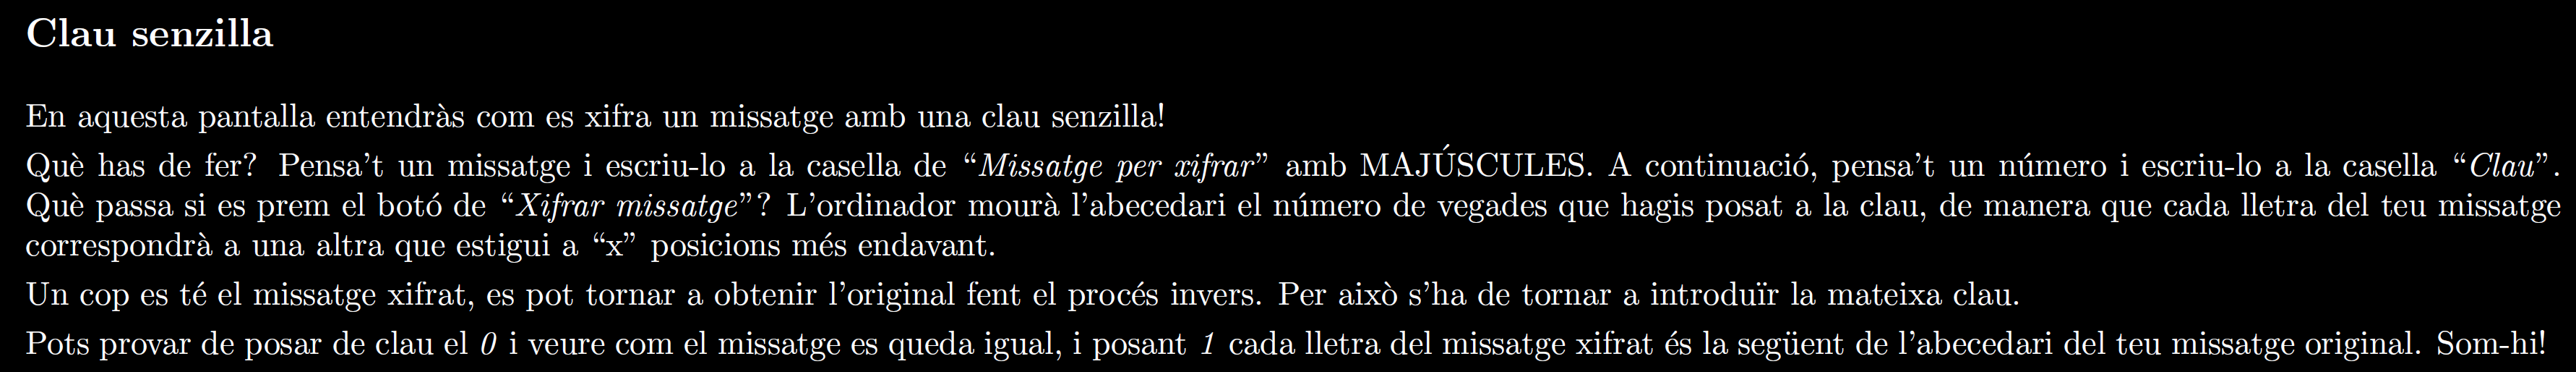 Clau senzilla
En aquesta pantalla entendràs com es xifra un missatge amb una clau senzilla!
Què has de fer? Pensa't un missatge i escriu-lo a la casella de “Missatge per xifrar” amb MAJÚSCULES. A continuació, pensa't un número i escriu-lo a la casella “Clau”.
Què passa si es prem el botó de “Xifrar missatge”? L'ordinador mourà l'abecedari el número de vegades que hagis posat a la clau, de manera que cada lletra del teu missatge
correspondrà a una altra que estigui a “x” posicions més endavant.
Un cop es té el missatge xifrat, es pot tornar a obtenir l'original fent el procés invers. Per això s'ha de tornar a introduïr la mateixa clau.
Pots provar de posar de clau el 0 i veure com el missatge es queda igual, i posant 1 cada lletra del missatge xifrat és la següent de l'abecedari del teu missatge original. Som-hi!